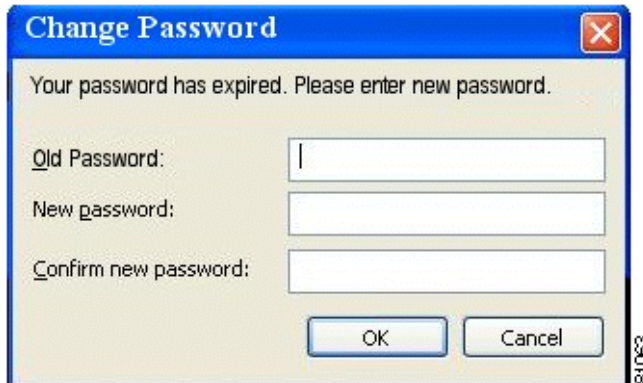 Change Password
Your password has expired. Please enter new password.
Old Password:
New password:
Confirm new password:
OK Cancel